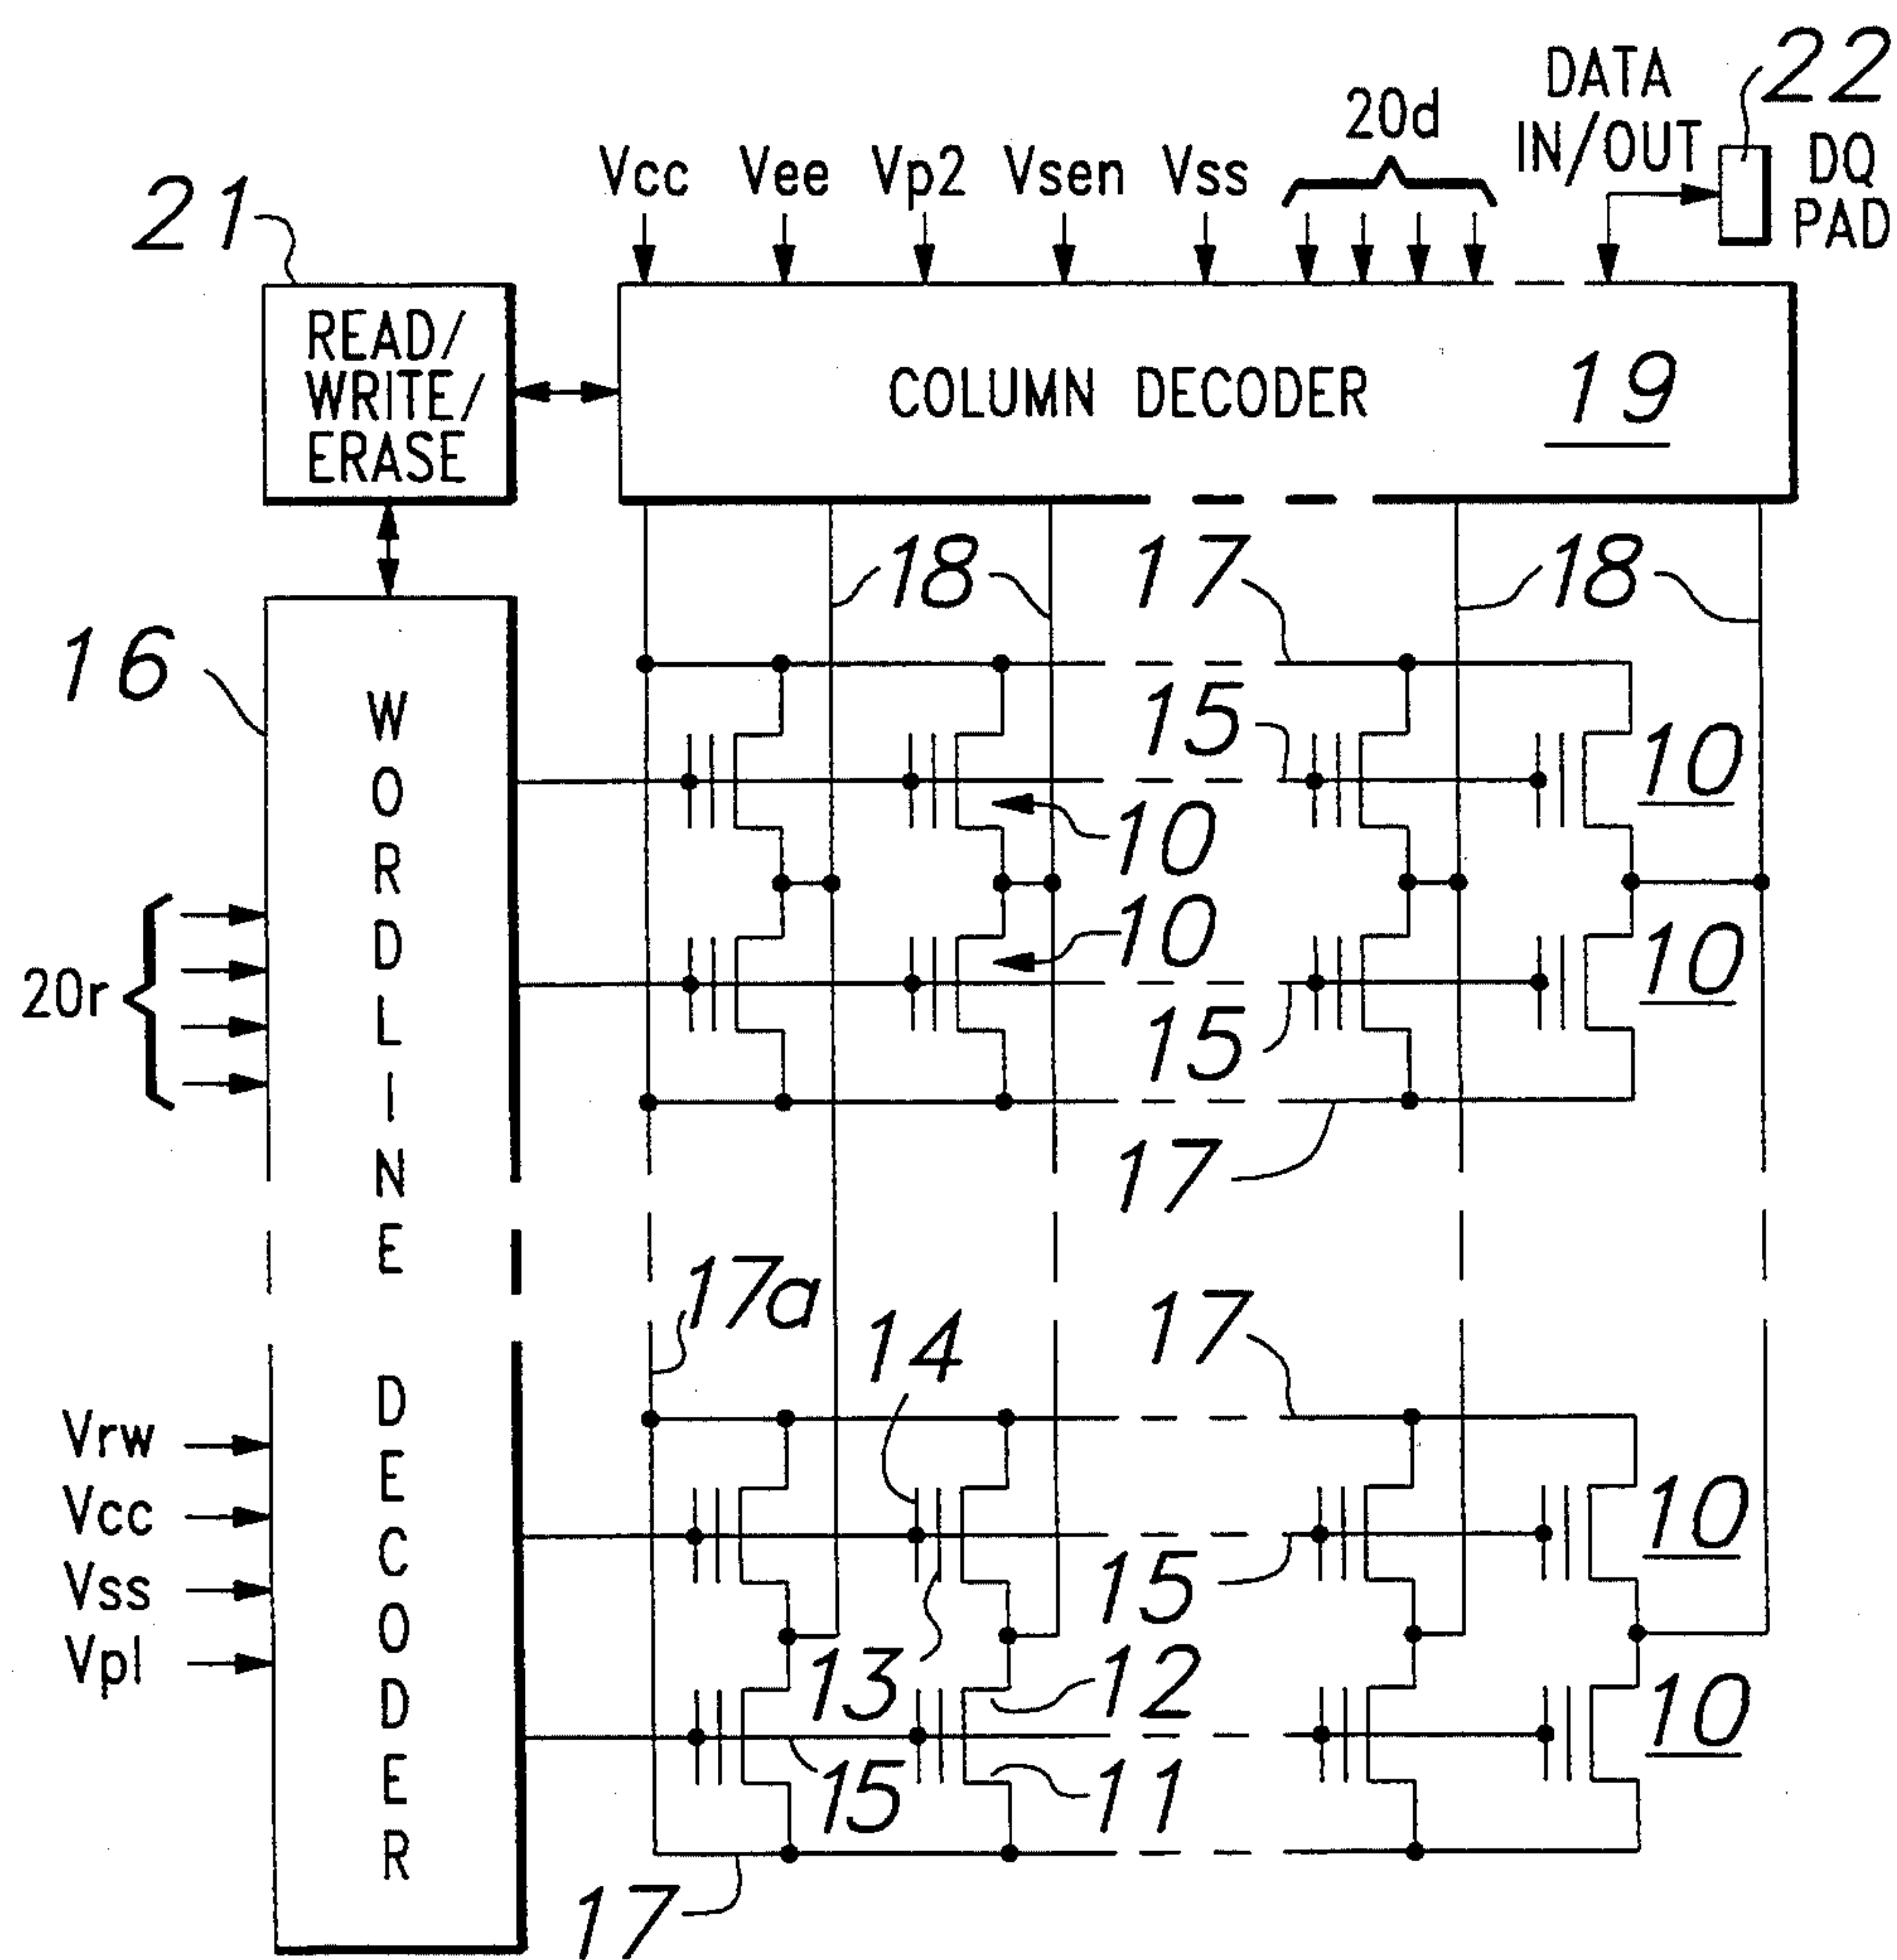 22
DATA
IN/OUT
DQ
PAD
20d
Vcc Vee Vp2 Vsen Vss
21
READ/
WRITE/
ERASE
COLUMN DECODER
19
18
17
18
16
WORDLINE DECODER
15
10
10
10
10
20r
15
17
17a
14
17
Vrw
Vcc
Vss
Vpl
15
10
13
12
10
15
11
17